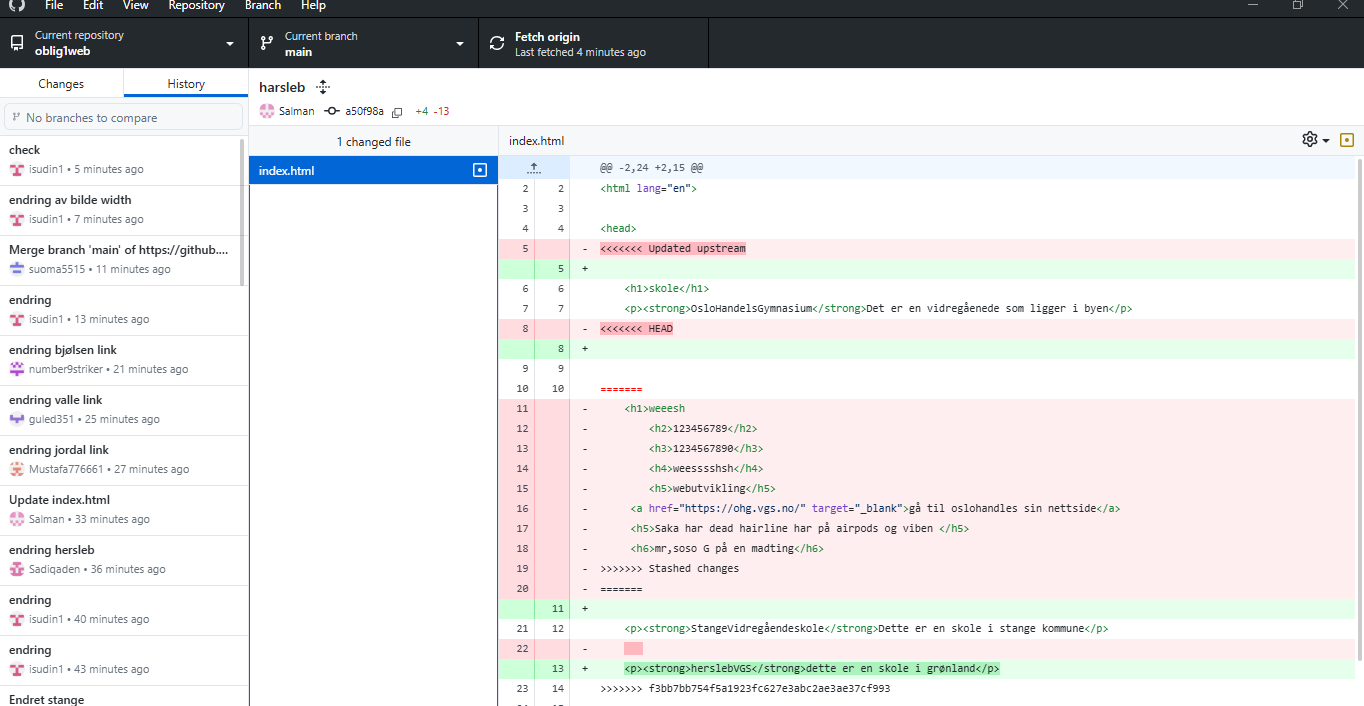 File Edit View Repository Branch Help
Current repository
oblig1web
Current branch
main
Fetch origin
Last fetched 4 minutes ago
Changes History
No branches to compare
check
isudin1 • 5 minutes ago
endring av bilde width
isudin1 • 7 minutes ago
Merge branch 'main' of https://github....
suoma5515 • 11 minutes ago
endring
isudin1 • 13 minutes ago
endring bjølsen link
number9striker • 21 minutes ago
endring valle link
guled351 • 25 minutes ago
endring jordal link
Mustafa776661 • 27 minutes ago
Update index.html
Salman • 33 minutes ago
endring hersleb
Sadiqaden • 36 minutes ago
endring
isudin1 • 40 minutes ago
endring
isudin1 • 43 minutes ago
Endret stange
harsleb
Salman a50f98a +4 -13
1 changed file
index.html
index.html
@@ -2,24 +2,15 @@
2 2 <html lang="en">
3 3
4 4 <head>
5 - <<<<<<< Updated upstream
5 +
6 6 <h1>skole</h1>
7 7 <p><strong>OsloHandelsGymnasium</strong>Det er en vidregåenede som ligger i byen</p>
8 - <<<<<<< HEAD
8 +
9 9
10 10 =======
11 - <h1>weeesh
12 - <h2>123456789</h2>
13 - <h3>1234567890</h3>
14 - <h4>weesssshsh</h4>
15 - <h5>webutvikling</h5>
16 - <a href="https://ohg.vgs.no/" target="_blank">gå til oslohandles sin nettside</a>
17 - <h5>Saka har dead hairline har på airpods og viben </h5>
18 - <h6>mr,soso G på en madting</h6>
19 - >>>>>>> Stashed changes
20 - =======
11 +
21 12 <p><strong>StangeVidregåendeskole</strong>Dette er en skole i stange kommune</p>
22 -
13 + <p><strong>herslebVGS</strong>dette er en skole i grønland</p>
23 14 >>>>>>> f3bb7bb754f5a1923fc627e3abc2ae3ae37cf993